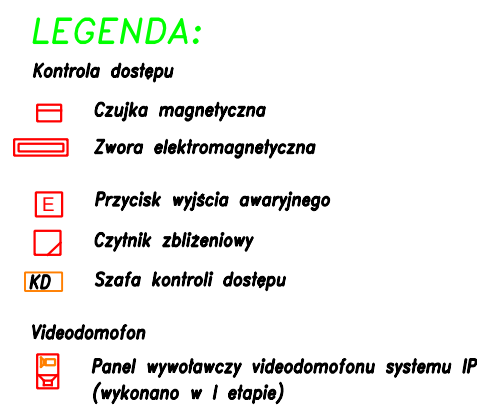 LEGENDA:
Kontrola dostępu
Czujka magnetyczna
Zwora elektromagnetyczna
E Przycisk wyjścia awaryjnego
Czytnik zbliżeniowy
KD Szafa kontroli dostępu
Videodomofon
Panel wywoławczy videodomofonu systemu IP
(wykonano w I etapie)